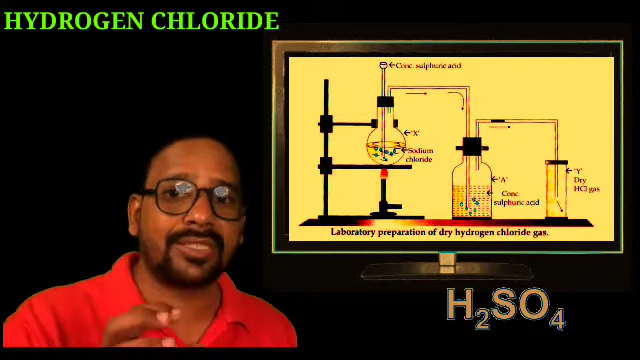 HYDROGEN CHLORIDE
Conc. sulphuric acid
'X'
Sodium
chloride
'A'
Conc.
sulphuric acid
'Y'
Dry
HCl gas
Laboratory preparation of dry hydrogen chloride gas.
H₂SO₄